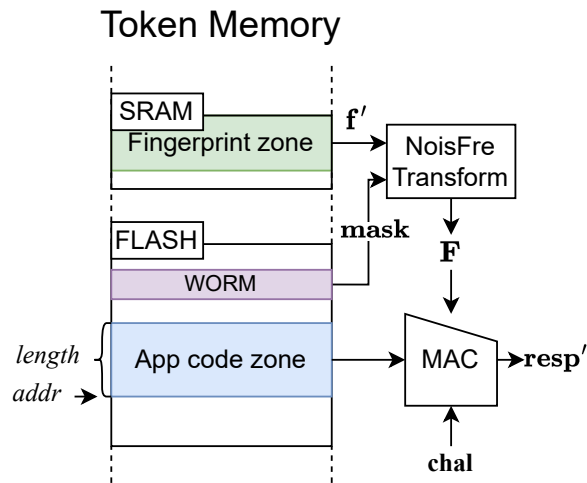 Token Memory
SRAM
Fingerprint zone
f′
NoisFre
Transform
FLASH
mask
F
WORM
length
App code zone
MAC
resp′
addr
chal